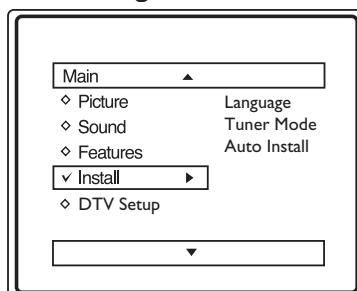 Main
Picture
Sound
Features
Install
DTV Setup
Language
Tuner Mode
Auto Install